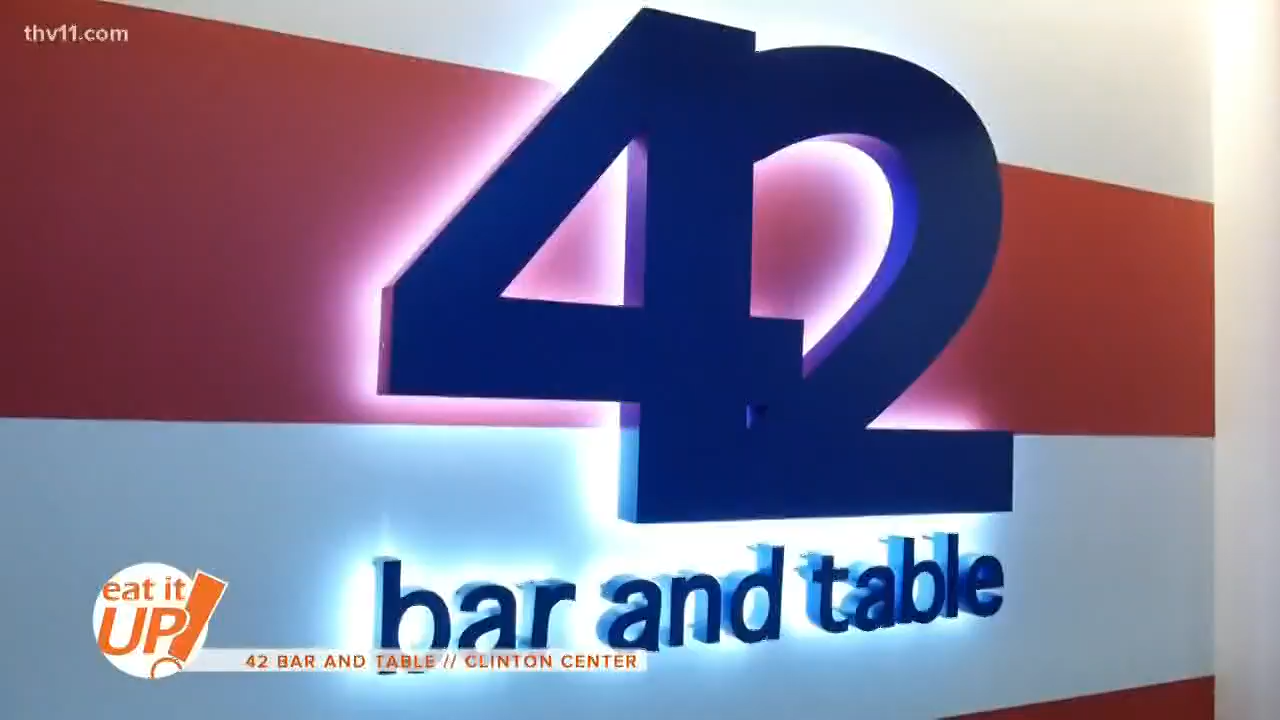 thv11.com
42
bar and table
eat it
UP!
42 BAR AND TABLE // CLINTON CENTER